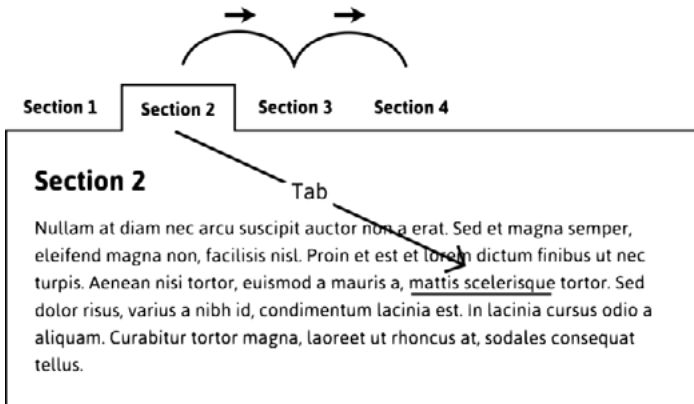 Section 1 Section 2 Section 3 Section 4
Section 2
Tab
Nullam at diam nec arcu suscipit auctor non a erat. Sed et magna semper,
eleifend magna non, facilisis nisl. Proin et est et lorem dictum finibus ut nec
turpis. Aenean nisi tortor, euismod a mauris a, mattis scelerisque tortor. Sed
dolor risus, varius a nibh id, condimentum lacinia est. In lacinia cursus odio a
aliquam. Curabitur tortor magna, laoreet ut rhoncus at, sodales consequat
tellus.